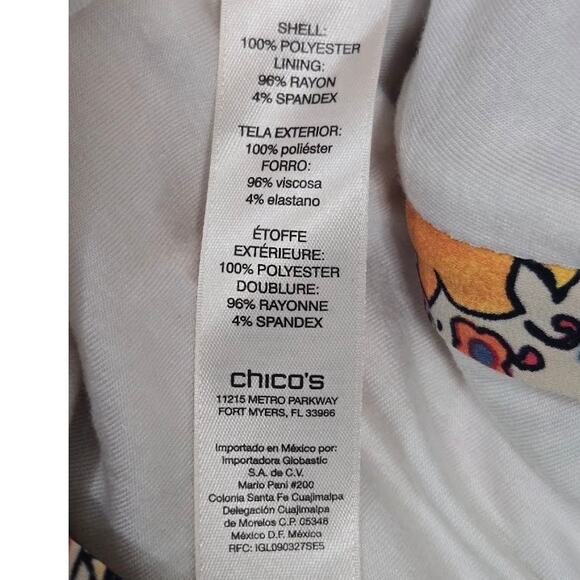 SHELL:
100% POLYESTER
LINING:
96% RAYON
4% SPANDEX
TELA EXTERIOR:
100% poliéster
FORRO:
96% viscosa
4% elastano
ÉTOFFE
EXTÉRIEURE:
100% POLYESTER
DOUBLURE:
96% RAYONNE
4% SPANDEX
chico's
11215 METRO PARKWAY
FORT MYERS, FL 33966
Importado en México por:
Importadora Globastic
S.A. de C.V.
Mario Pani #200
Colonia Santa Fe Cuajimalpa
Delegación Cuajimalpa
de Morelos C.P. 05348
México D.F. México
RFC: IGL090327SE5